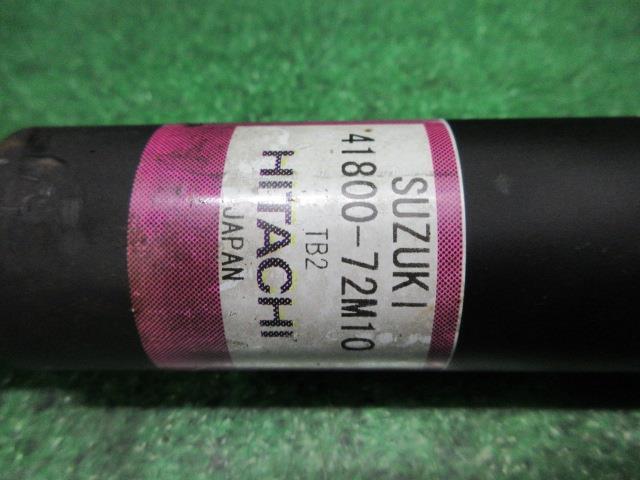 SUZUKI
41800-72M10
TB2
HITACHI
JAPAN